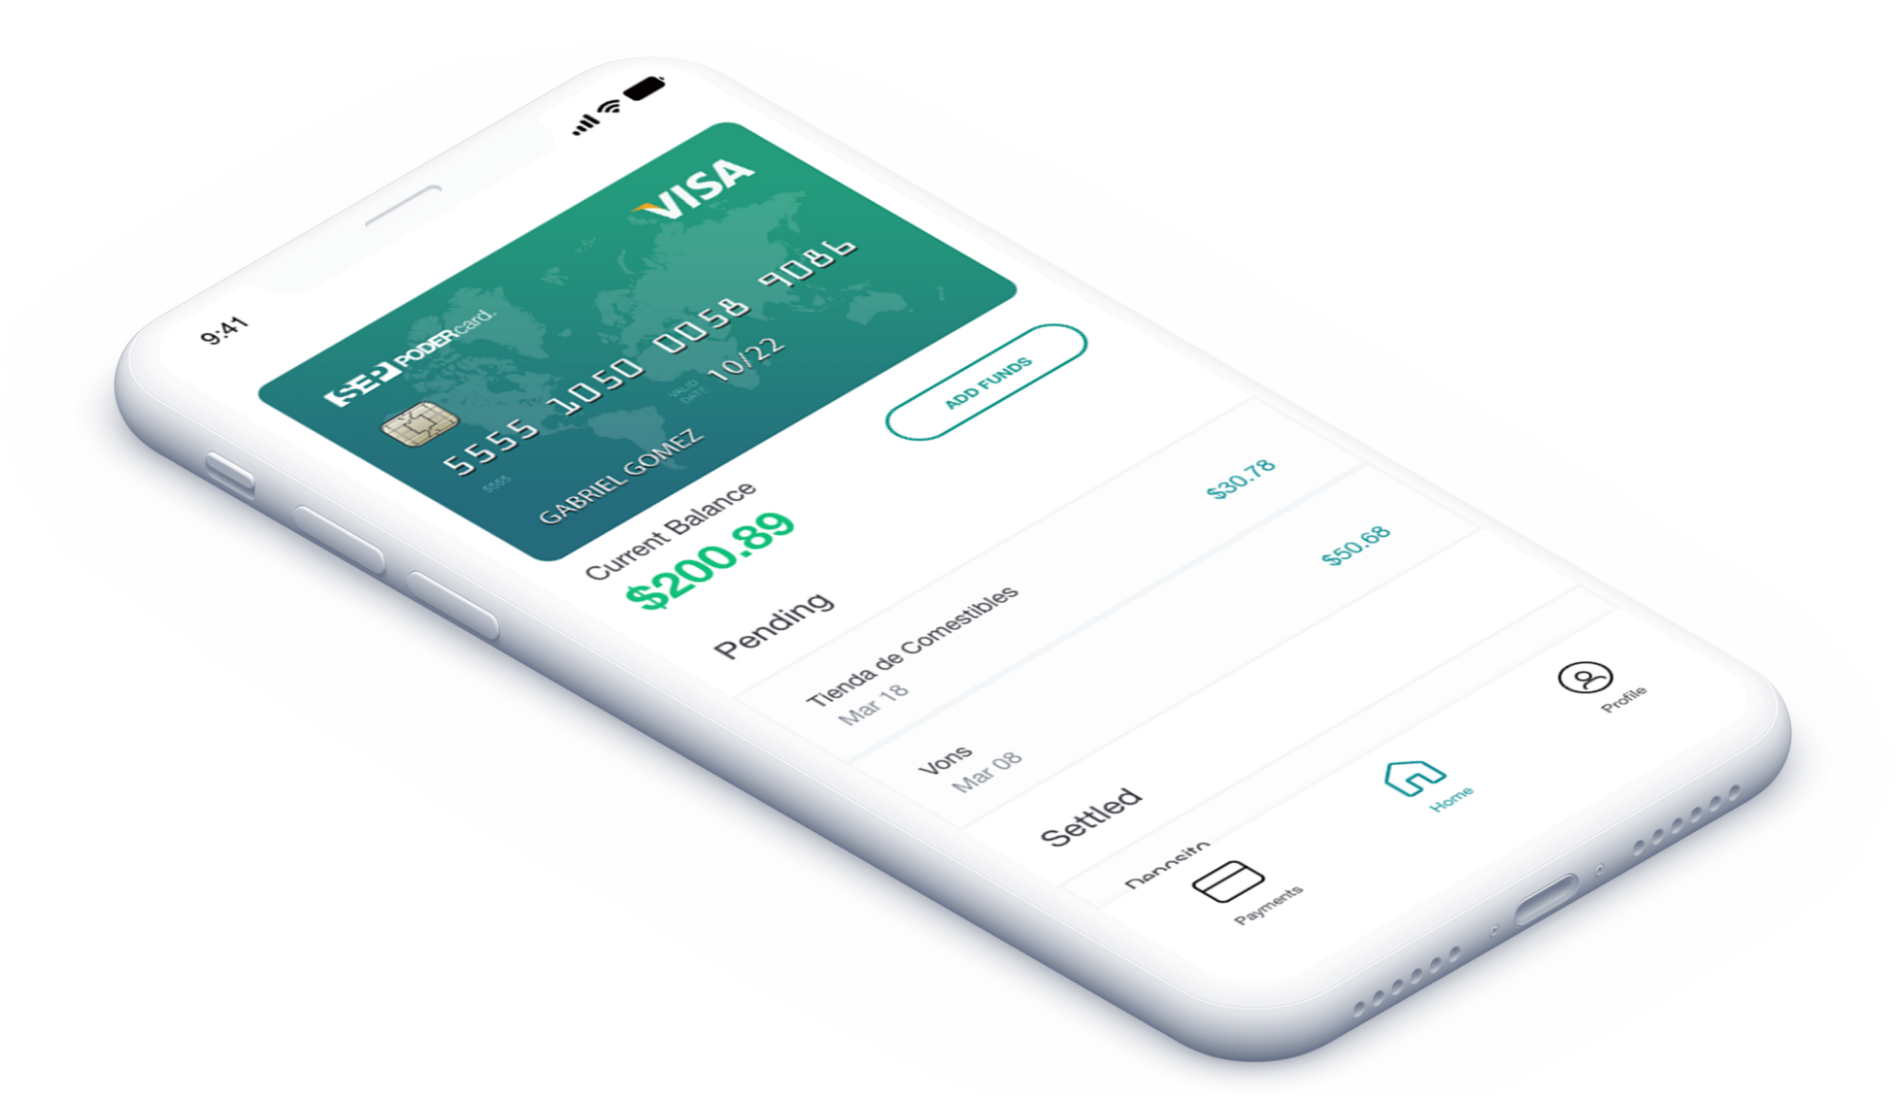 9:41
VISA
SEP PODERcard.
5555 1050 0058 9086
5555
VALID DATE 10/22
GABRIEL GOMEZ
Current Balance
$200.89
ADD FUNDS
Pending
Tienda de Comestibles $30.78
Mar 18
Vons $50.68
Mar 08
Settled
Deposito
Payments
Home
Profile